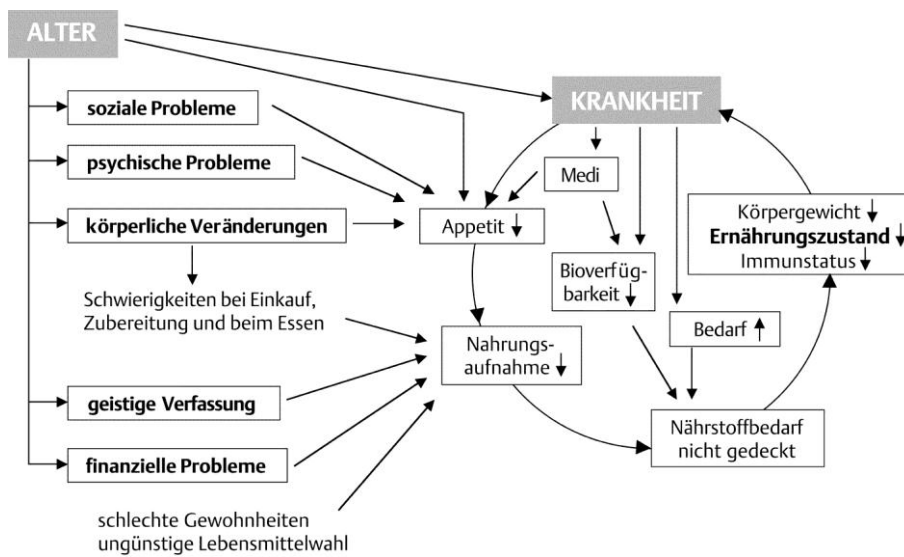 ALTER
KRANKHEIT
soziale Probleme
psychische Probleme
Medi
körperliche Veränderungen
Appetit ↓
Körpergewicht ↓
Ernährungszustand ↓
Immunstatus ↓
Bioverfüg-
barkeit ↓
Schwierigkeiten bei Einkauf,
Zubereitung und beim Essen
Bedarf ↑
Nahrungs-
aufnahme ↓
geistige Verfassung
Nährstoffbedarf
nicht gedeckt
finanzielle Probleme
schlechte Gewohnheiten
ungünstige Lebensmittelwahl